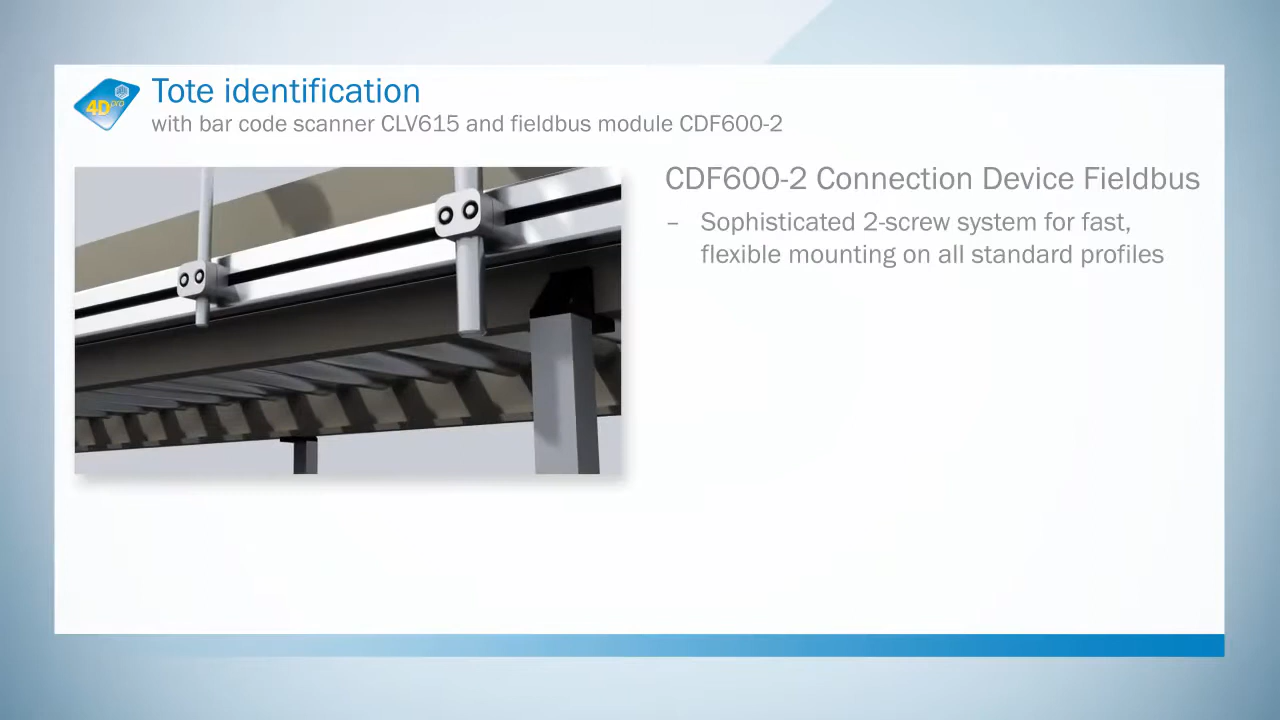 4Dpro
Tote identification
with bar code scanner CLV615 and fieldbus module CDF600-2
CDF600-2 Connection Device Fieldbus
– Sophisticated 2-screw system for fast,
flexible mounting on all standard profiles